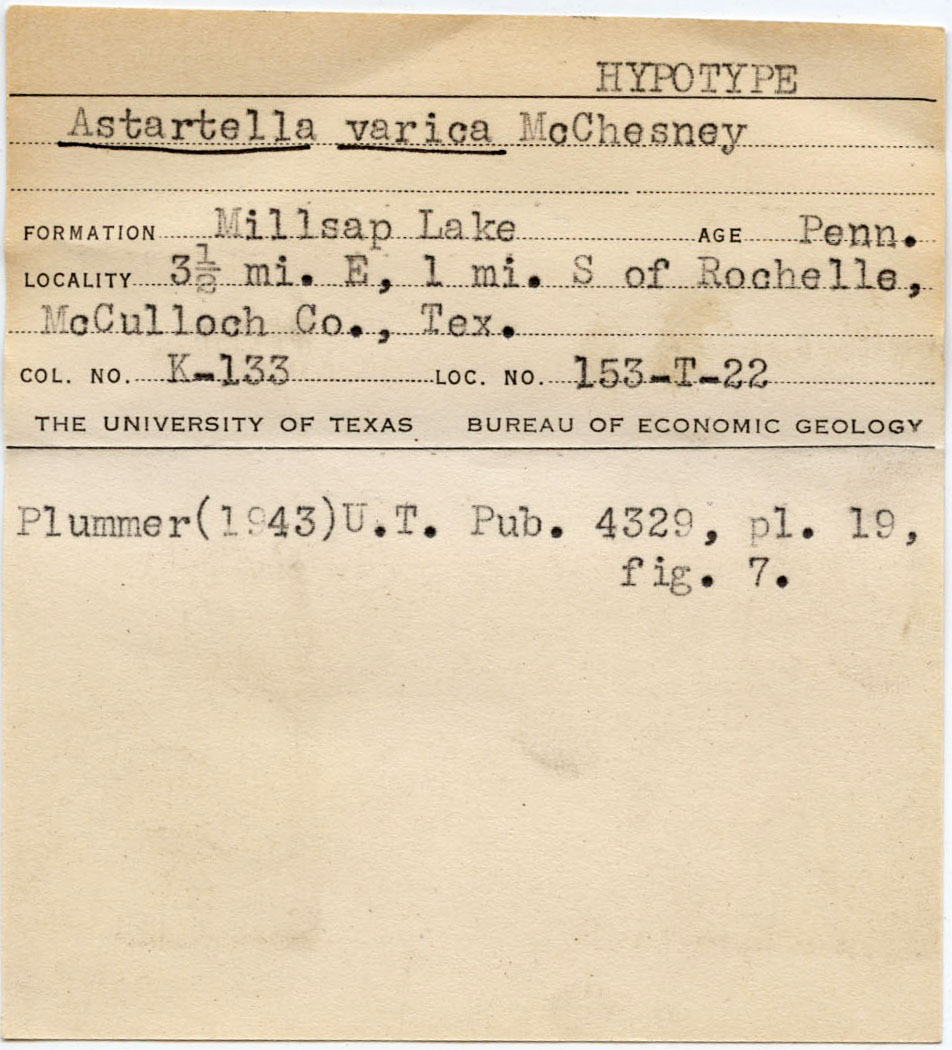 HYPOTYPE
Astartella varica McChesney
FORMATION Millsap Lake AGE Penn.
LOCALITY 3½ mi. E, 1 mi. S of Rochelle,
McCulloch Co., Tex.
COL. NO. K-133 LOC. NO. 153-T-22
THE UNIVERSITY OF TEXAS BUREAU OF ECONOMIC GEOLOGY
Plummer(1943)U.T. Pub. 4329, pl. 19,
fig. 7.